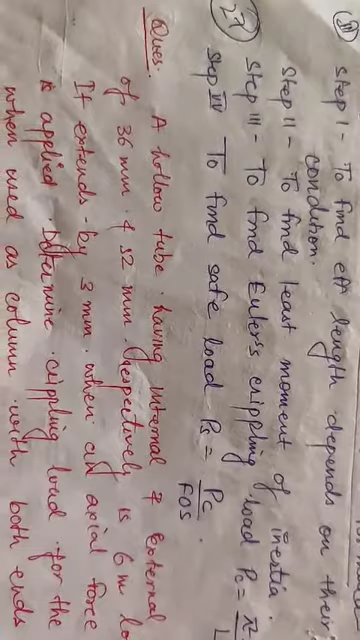 (III) Step I - To find eff length depends on their
condition.
Step II - To find least moment of inertia
Step III - To find Euler's crippling load Pc = π
27 Step IV To find safe load Ps = Pc / FOS .
Ques. A hollow tube having internal & External
of 36 mm & 52 mm respectively is 6 m lo
It extends by 3 mm when an axial force
is applied. Determine crippling load for the
when used as column with both ends